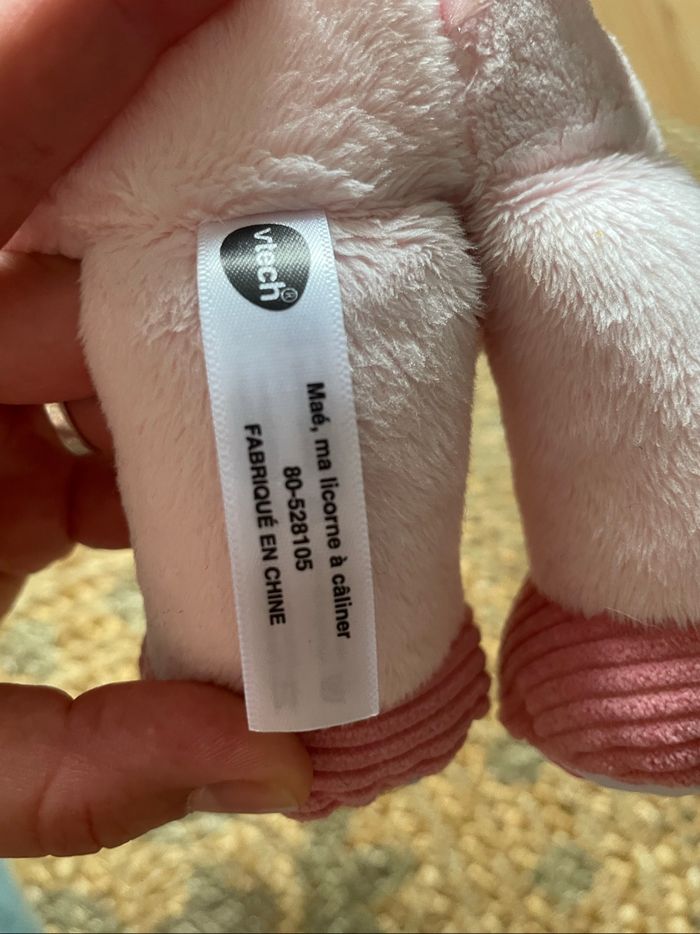 vtech®
Maé, ma licorne à câliner
80-528105
FABRIQUÉ EN CHINE